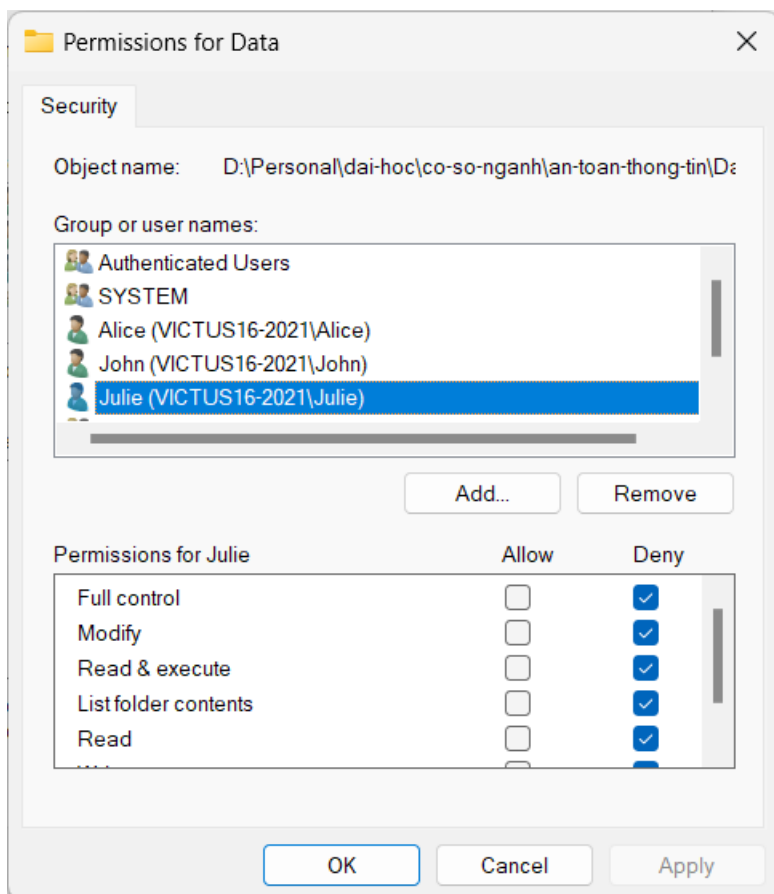 Permissions for Data
Security
Object name: D:\Personal\dai-hoc\co-so-nganh\an-toan-thong-tin\Da
Group or user names:
Authenticated Users
SYSTEM
Alice (VICTUS16-2021\Alice)
John (VICTUS16-2021\John)
Julie (VICTUS16-2021\Julie)
Add...
Remove
Permissions for Julie Allow Deny
Full control
Modify
Read & execute
List folder contents
Read
OK
Cancel
Apply